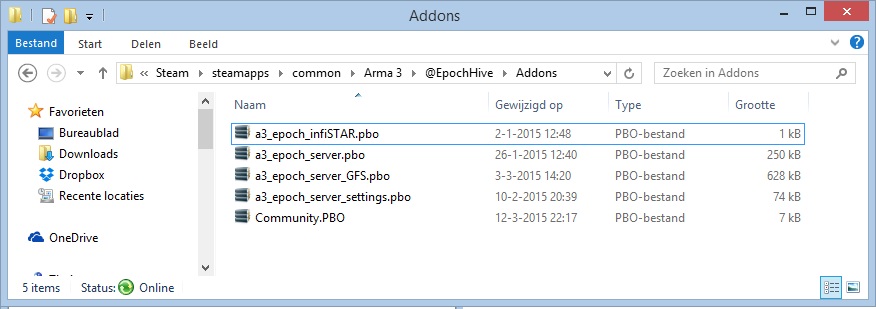 Addons
Bestand Start Delen Beeld
Steam steamapps common Arma 3 @EpochHive Addons Zoeken in Addons
Naam Gewijzigd op Type Grootte
Favorieten
Bureaublad
Downloads
Dropbox
Recente locaties
OneDrive
a3_epoch_infiSTAR.pbo 2-1-2015 12:48 PBO-bestand 1 kB
a3_epoch_server.pbo 26-1-2015 12:40 PBO-bestand 250 kB
a3_epoch_server_GFS.pbo 3-3-2015 14:20 PBO-bestand 628 kB
a3_epoch_server_settings.pbo 10-2-2015 20:39 PBO-bestand 74 kB
Community.PBO 12-3-2015 22:17 PBO-bestand 7 kB
5 items Status: Online